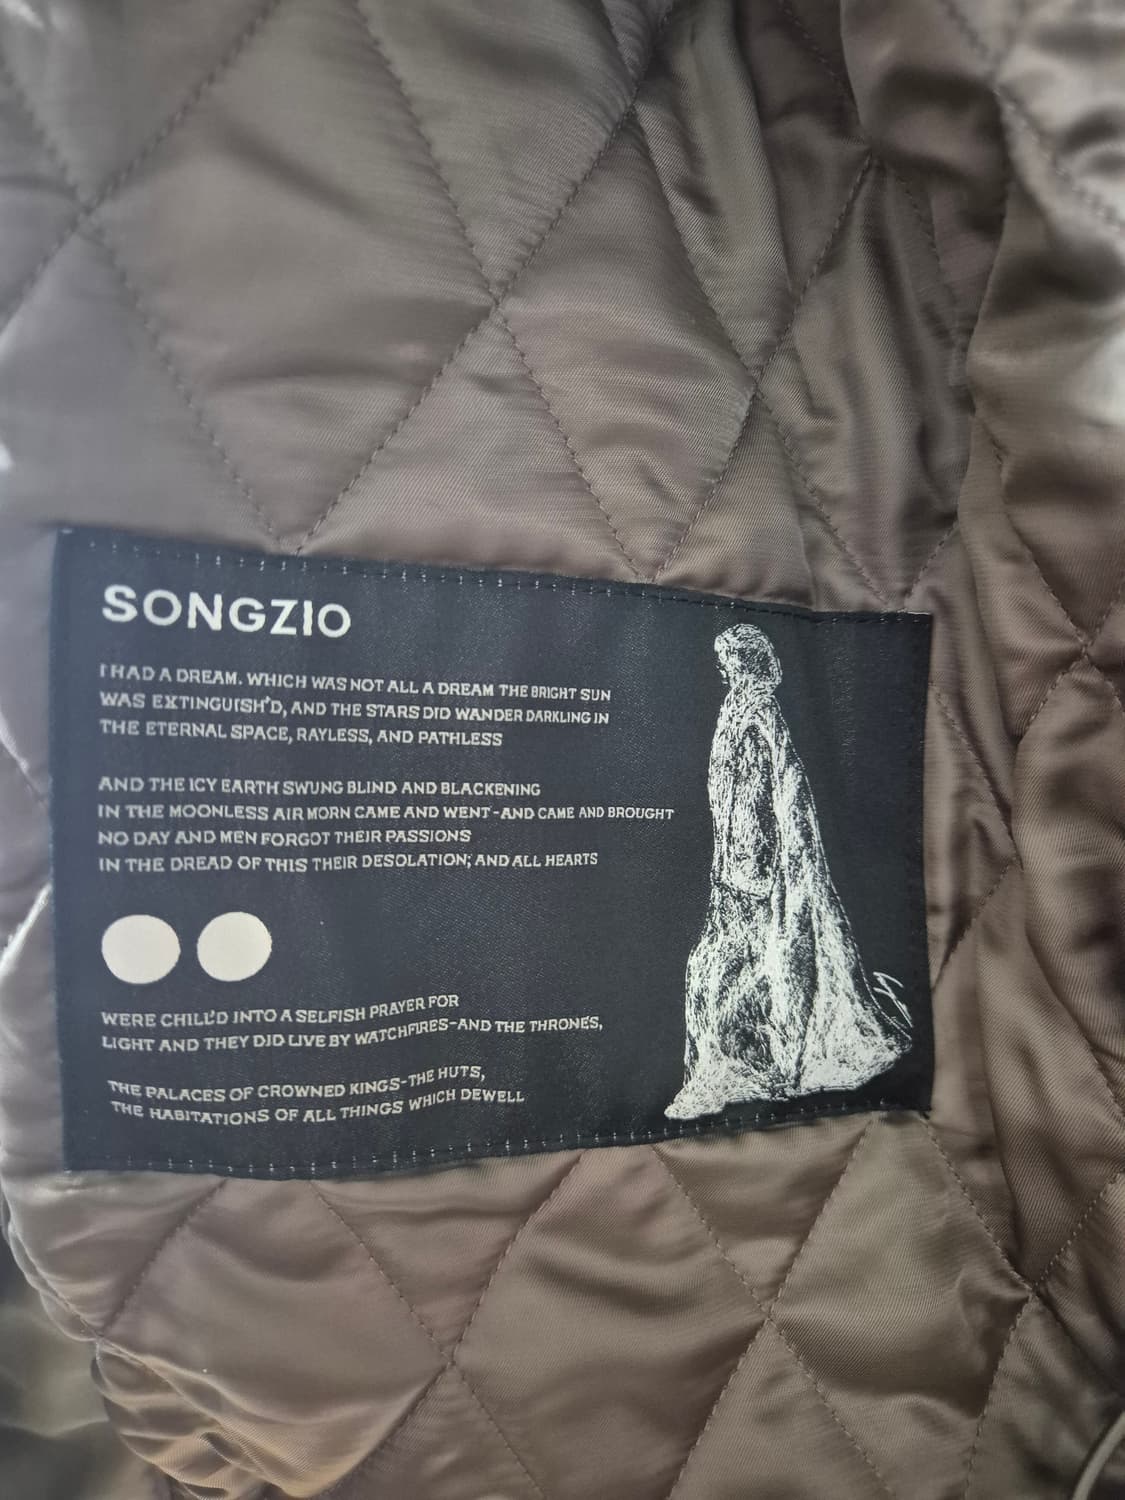 SONGZIO
I HAD A DREAM. WHICH WAS NOT ALL A DREAM THE BRIGHT SUN
WAS EXTINGUISH'D, AND THE STARS DID WANDER DARKLING IN
THE ETERNAL SPACE, RAYLESS, AND PATHLESS
AND THE ICY EARTH SWUNG BLIND AND BLACKENING
IN THE MOONLESS AIR MORN CAME AND WENT-AND CAME AND BROUGHT
NO DAY AND MEN FORGOT THEIR PASSIONS
IN THE DREAD OF THIS THEIR DESOLATION; AND ALL HEARTS
WERE CHILL'D INTO A SELFISH PRAYER FOR
LIGHT AND THEY DID LIVE BY WATCHFIRES-AND THE THRONES,
THE PALACES OF CROWNED KINGS-THE HUTS,
THE HABITATIONS OF ALL THINGS WHICH DEWELL